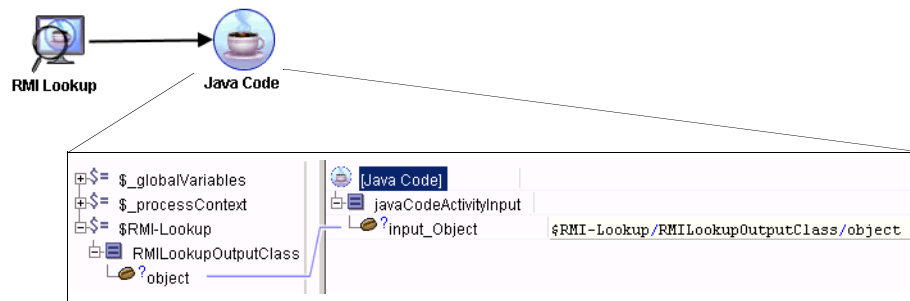 RMI Lookup
Java Code
$= $_globalVariables
$= $_processContext
$= $RMI-Lookup
RMILookupOutputClass
? object
[Java Code]
javaCodeActivityInput
? input_Object
$RMI-Lookup/RMILookupOutputClass/object